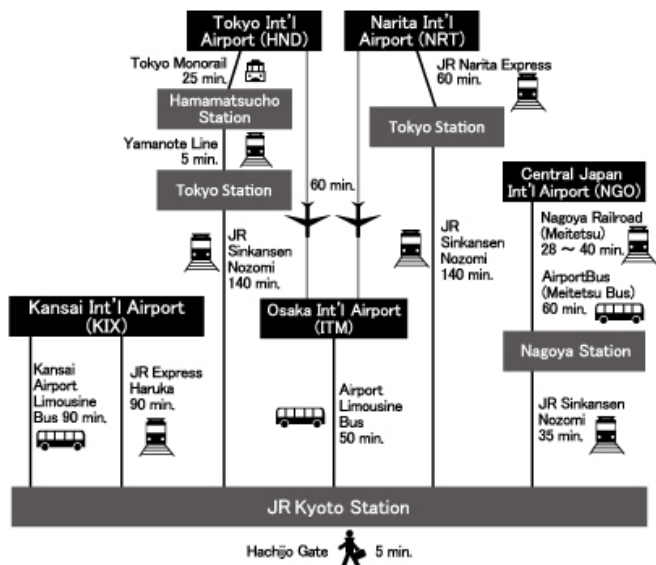 Tokyo Int'l
Airport (HND)
Narita Int'l
Airport (NRT)
Tokyo Monorail
25 min.
JR Narita Express
60 min.
Hamamatsucho
Station
Tokyo Station
Yamanote Line
5 min.
Tokyo Station
60 min.
Central Japan
Int'l Airport (NGO)
JR
Sinkansen
Nozomi
140 min.
JR
Sinkansen
Nozomi
140 min.
Nagoya Railroad
(Meitetsu)
28 ～ 40 min.
AirportBus
(Meitetsu Bus)
60 min.
Kansai Int'l Airport
(KIX)
Osaka Int'l Airport
(ITM)
Nagoya Station
Kansai
Airport
Limousine
Bus 90 min.
JR Express
Haruka
90 min.
Airport
Limousine
Bus
50 min.
JR Sinkansen
Nozomi
35 min.
JR Kyoto Station
Hachijo Gate 5 min.